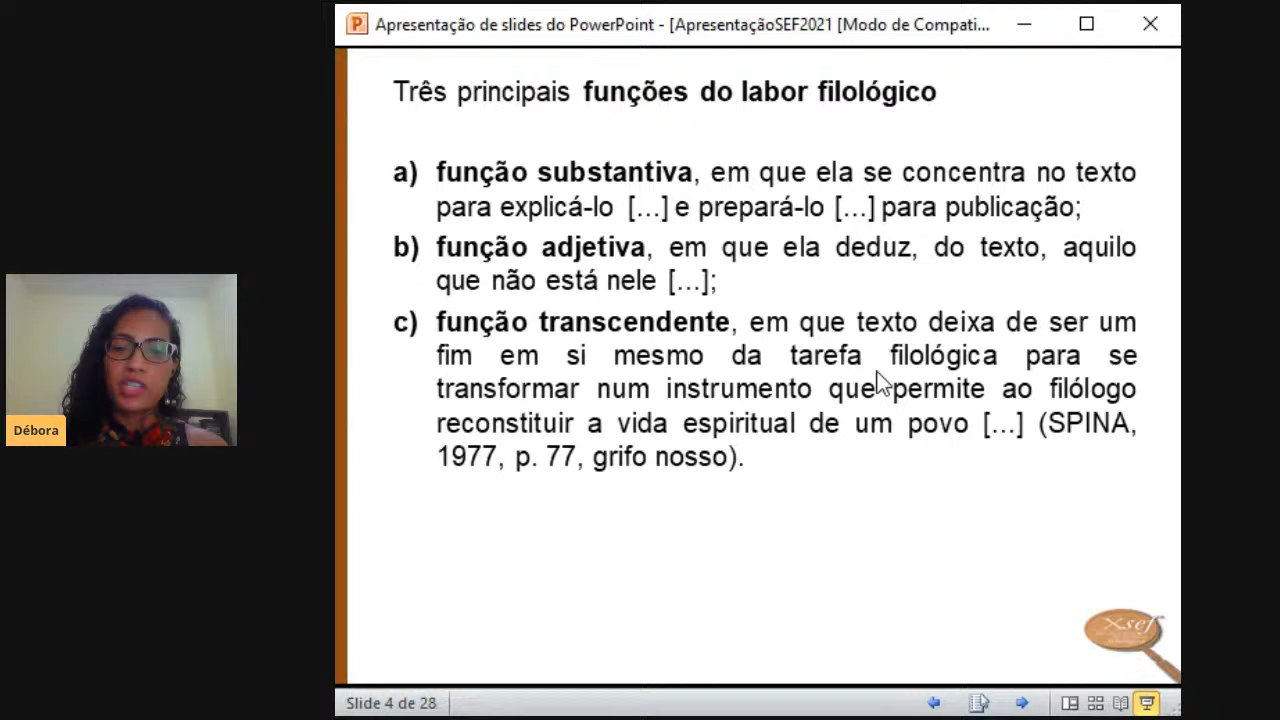 Apresentação de slides do PowerPoint - [ApresentaçãoSEF2021 [Modo de Compati...
Três principais funções do labor filológico
a) função substantiva, em que ela se concentra no texto
para explicá-lo [...] e prepará-lo [...] para publicação;
b) função adjetiva, em que ela deduz, do texto, aquilo
que não está nele [...];
c) função transcendente, em que texto deixa de ser um
fim em si mesmo da tarefa filológica para se
transformar num instrumento que permite ao filólogo
reconstituir a vida espiritual de um povo [...] (SPINA,
1977, p. 77, grifo nosso).
Débora
Xsef
Slide 4 de 28